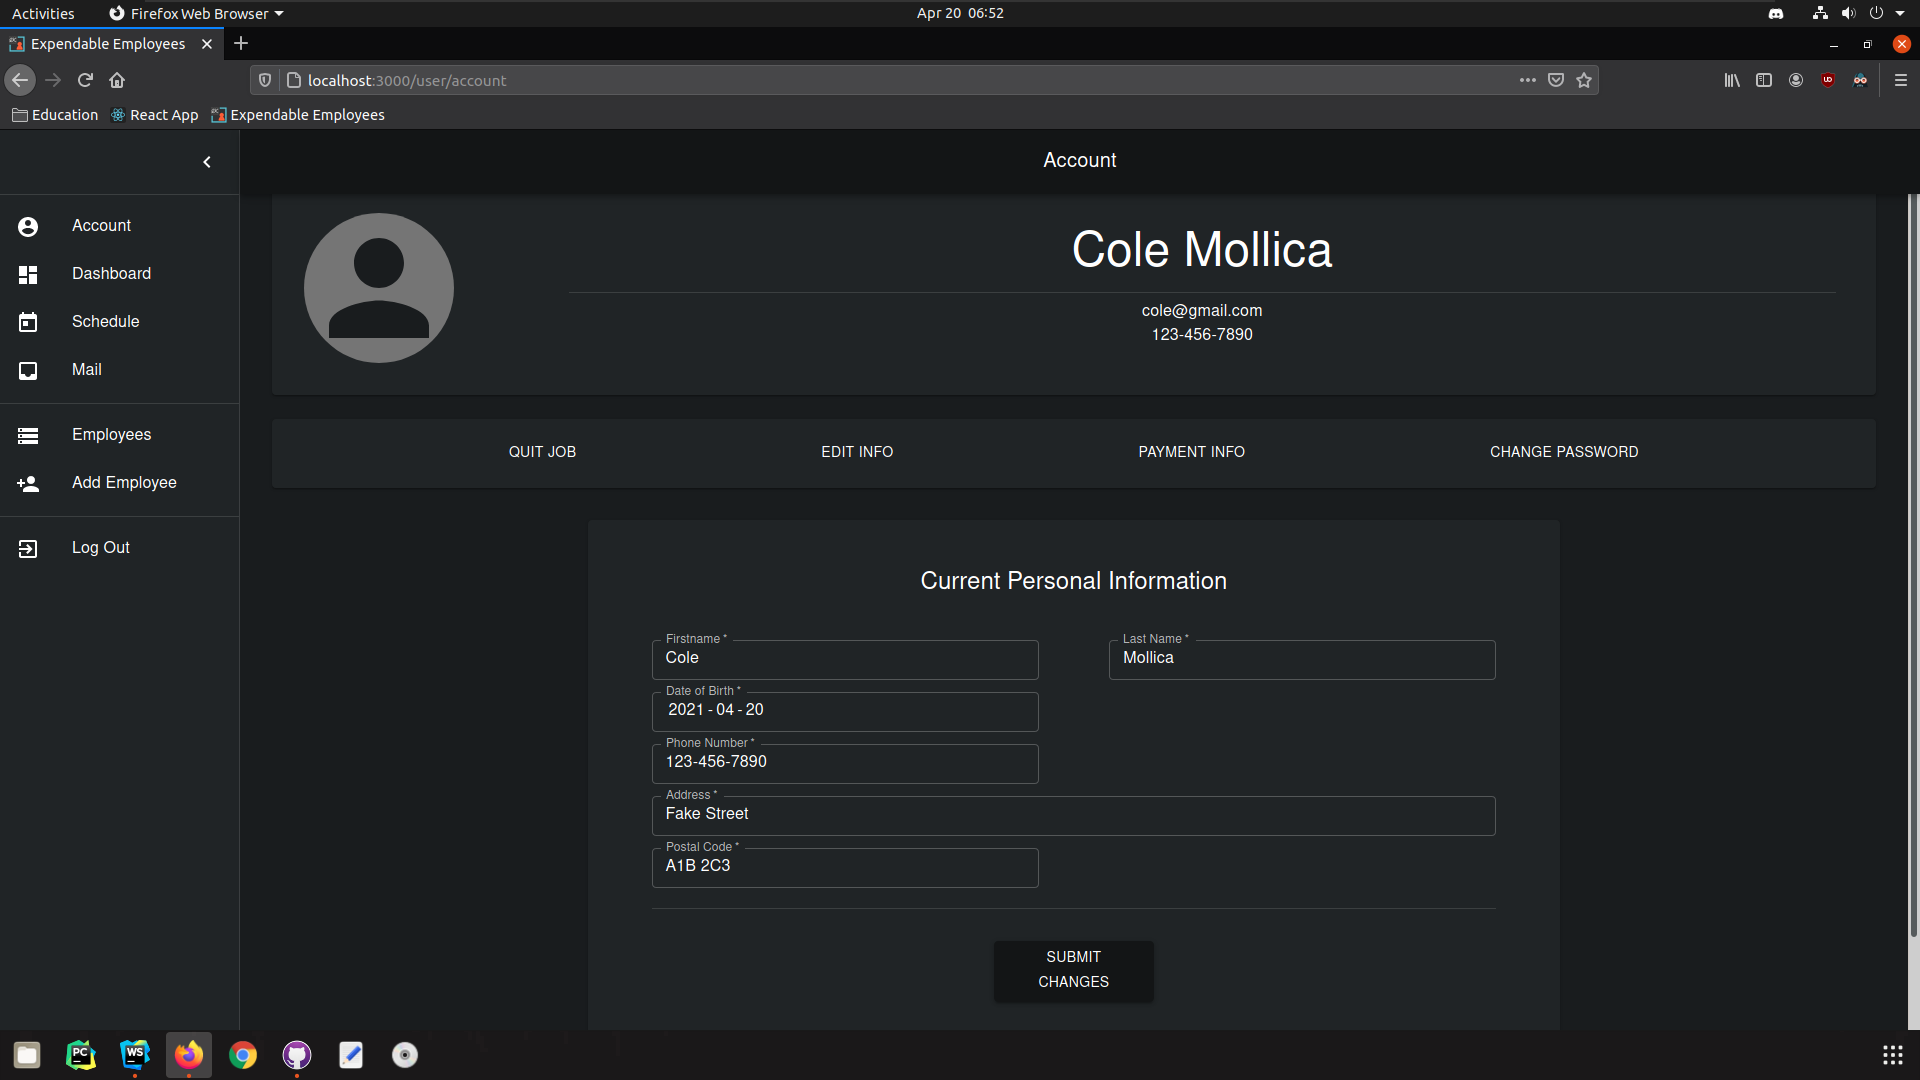 Activities
Firefox Web Browser
Apr 20 06:52
Expendable Employees
localhost:3000/user/account
Education
React App
Expendable Employees
Account
Account
Dashboard
Schedule
Mail
Employees
Add Employee
Log Out
Cole Mollica
cole@gmail.com
123-456-7890
QUIT JOB
EDIT INFO
PAYMENT INFO
CHANGE PASSWORD
Current Personal Information
Firstname *
Cole
Last Name *
Mollica
Date of Birth *
2021 - 04 - 20
Phone Number *
123-456-7890
Address *
Fake Street
Postal Code *
A1B 2C3
SUBMIT
CHANGES
PC
WS